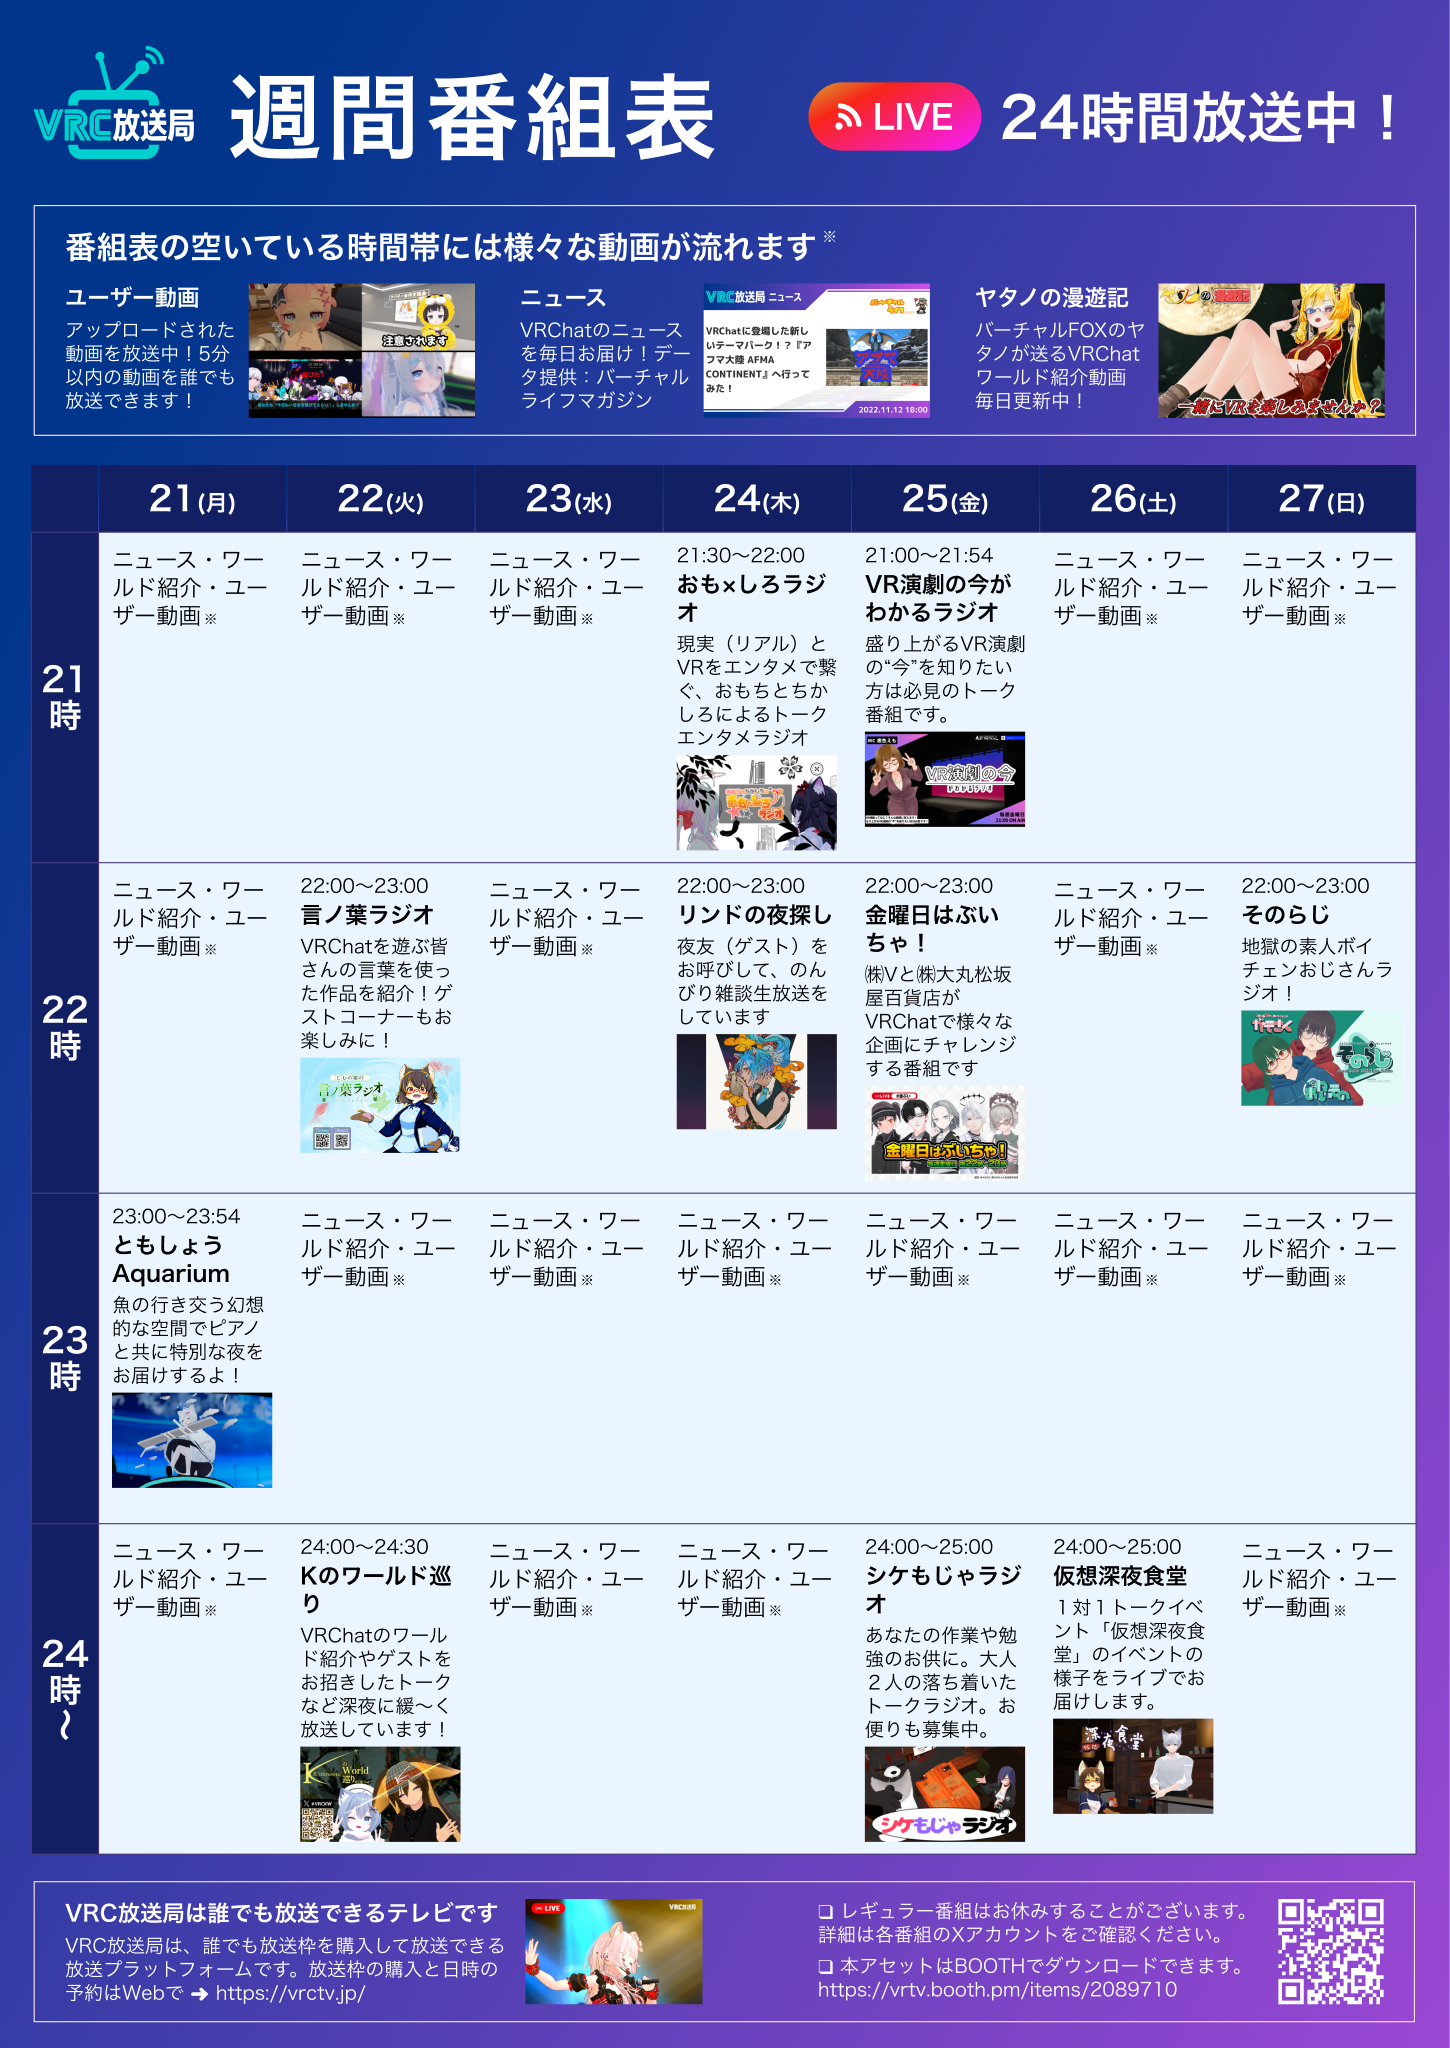 VRC放送局
週間番組表
LIVE
24時間放送中！
番組表の空いている時間帯には様々な動画が流れます※
ユーザー動画
アップロードされた
動画を放送中！5分
以内の動画を誰でも
放送できます！
注意されます
ニュース
VRChatのニュース
を毎日お届け！デー
タ提供：バーチャル
ライフマガジン
VRC放送局 ニュース
VRChatに登場した新し
いテーマパーク！？『ア
フマ大陸 AFMA
CONTINENT』へ行って
みた！
2022.11.12 18:00
ヤタノの漫遊記
バーチャルFOXのヤ
タノが送るVRChat
ワールド紹介動画
毎日更新中！
一緒にVRを楽しみませんか？
21(月)
22(火)
23(水)
24(木)
25(金)
26(土)
27(日)
21
時
ニュース・ワー
ルド紹介・ユー
ザー動画※
ニュース・ワー
ルド紹介・ユー
ザー動画※
ニュース・ワー
ルド紹介・ユー
ザー動画※
21:30〜22:00
おも×しろラジ
オ
現実（リアル）と
VRをエンタメで繋
ぐ、おもちとちか
しろによるトーク
エンタメラジオ
21:00〜21:54
VR演劇の今が
わかるラジオ
盛り上がるVR演劇
の“今”を知りたい
方は必見のトーク
番組です。
VR演劇の今
がわかるラジオ
毎週金曜日
21:00 ON AIR
ニュース・ワー
ルド紹介・ユー
ザー動画※
ニュース・ワー
ルド紹介・ユー
ザー動画※
22
時
ニュース・ワー
ルド紹介・ユー
ザー動画※
22:00〜23:00
言ノ葉ラジオ
VRChatを遊ぶ皆
さんの言葉を使っ
た作品を紹介！ゲ
ストコーナーもお
楽しみに！
言ノ葉ラジオ
ニュース・ワー
ルド紹介・ユー
ザー動画※
22:00〜23:00
リンドの夜探し
夜友（ゲスト）を
お呼びして、のん
びり雑談生放送を
しています
22:00〜23:00
金曜日はぶい
ちゃ！
㈱Vと㈱大丸松坂
屋百貨店が
VRChatで様々な
企画にチャレンジ
する番組です
LIVE
金曜日はぶいちゃ！
ニュース・ワー
ルド紹介・ユー
ザー動画※
22:00〜23:00
そのらじ
地獄の素人ボイ
チェンおじさんラ
ジオ！
そのらじ
23
時
23:00〜23:54
ともしょう
Aquarium
魚の行き交う幻想
的な空間でピアノ
と共に特別な夜を
お届けするよ！
ニュース・ワー
ルド紹介・ユー
ザー動画※
ニュース・ワー
ルド紹介・ユー
ザー動画※
ニュース・ワー
ルド紹介・ユー
ザー動画※
ニュース・ワー
ルド紹介・ユー
ザー動画※
ニュース・ワー
ルド紹介・ユー
ザー動画※
ニュース・ワー
ルド紹介・ユー
ザー動画※
24
時
〜
ニュース・ワー
ルド紹介・ユー
ザー動画※
24:00〜24:30
Kのワールド巡
り
VRChatのワール
ド紹介やゲストを
お招きしたトーク
など深夜に緩〜く
放送しています！
World
巡り
#VRCKW
ニュース・ワー
ルド紹介・ユー
ザー動画※
ニュース・ワー
ルド紹介・ユー
ザー動画※
24:00〜25:00
シケもじゃラジ
オ
あなたの作業や勉
強のお供に。大人
２人の落ち着いた
トークラジオ。お
便りも募集中。
シケもじゃラジオ
24:00〜25:00
仮想深夜食堂
１対１トークイベ
ント「仮想深夜食
堂」のイベントの
様子をライブでお
届けします。
深夜食堂
ニュース・ワー
ルド紹介・ユー
ザー動画※
VRC放送局は誰でも放送できるテレビです
VRC放送局は、誰でも放送枠を購入して放送できる
放送プラットフォームです。放送枠の購入と日時の
予約はWebで ➜ https://vrctv.jp/
LIVE
VRC放送局
❏ レギュラー番組はお休みすることがございます。
詳細は各番組のXアカウントをご確認ください。
❏ 本アセットはBOOTHでダウンロードできます。
https://vrtv.booth.pm/items/2089710